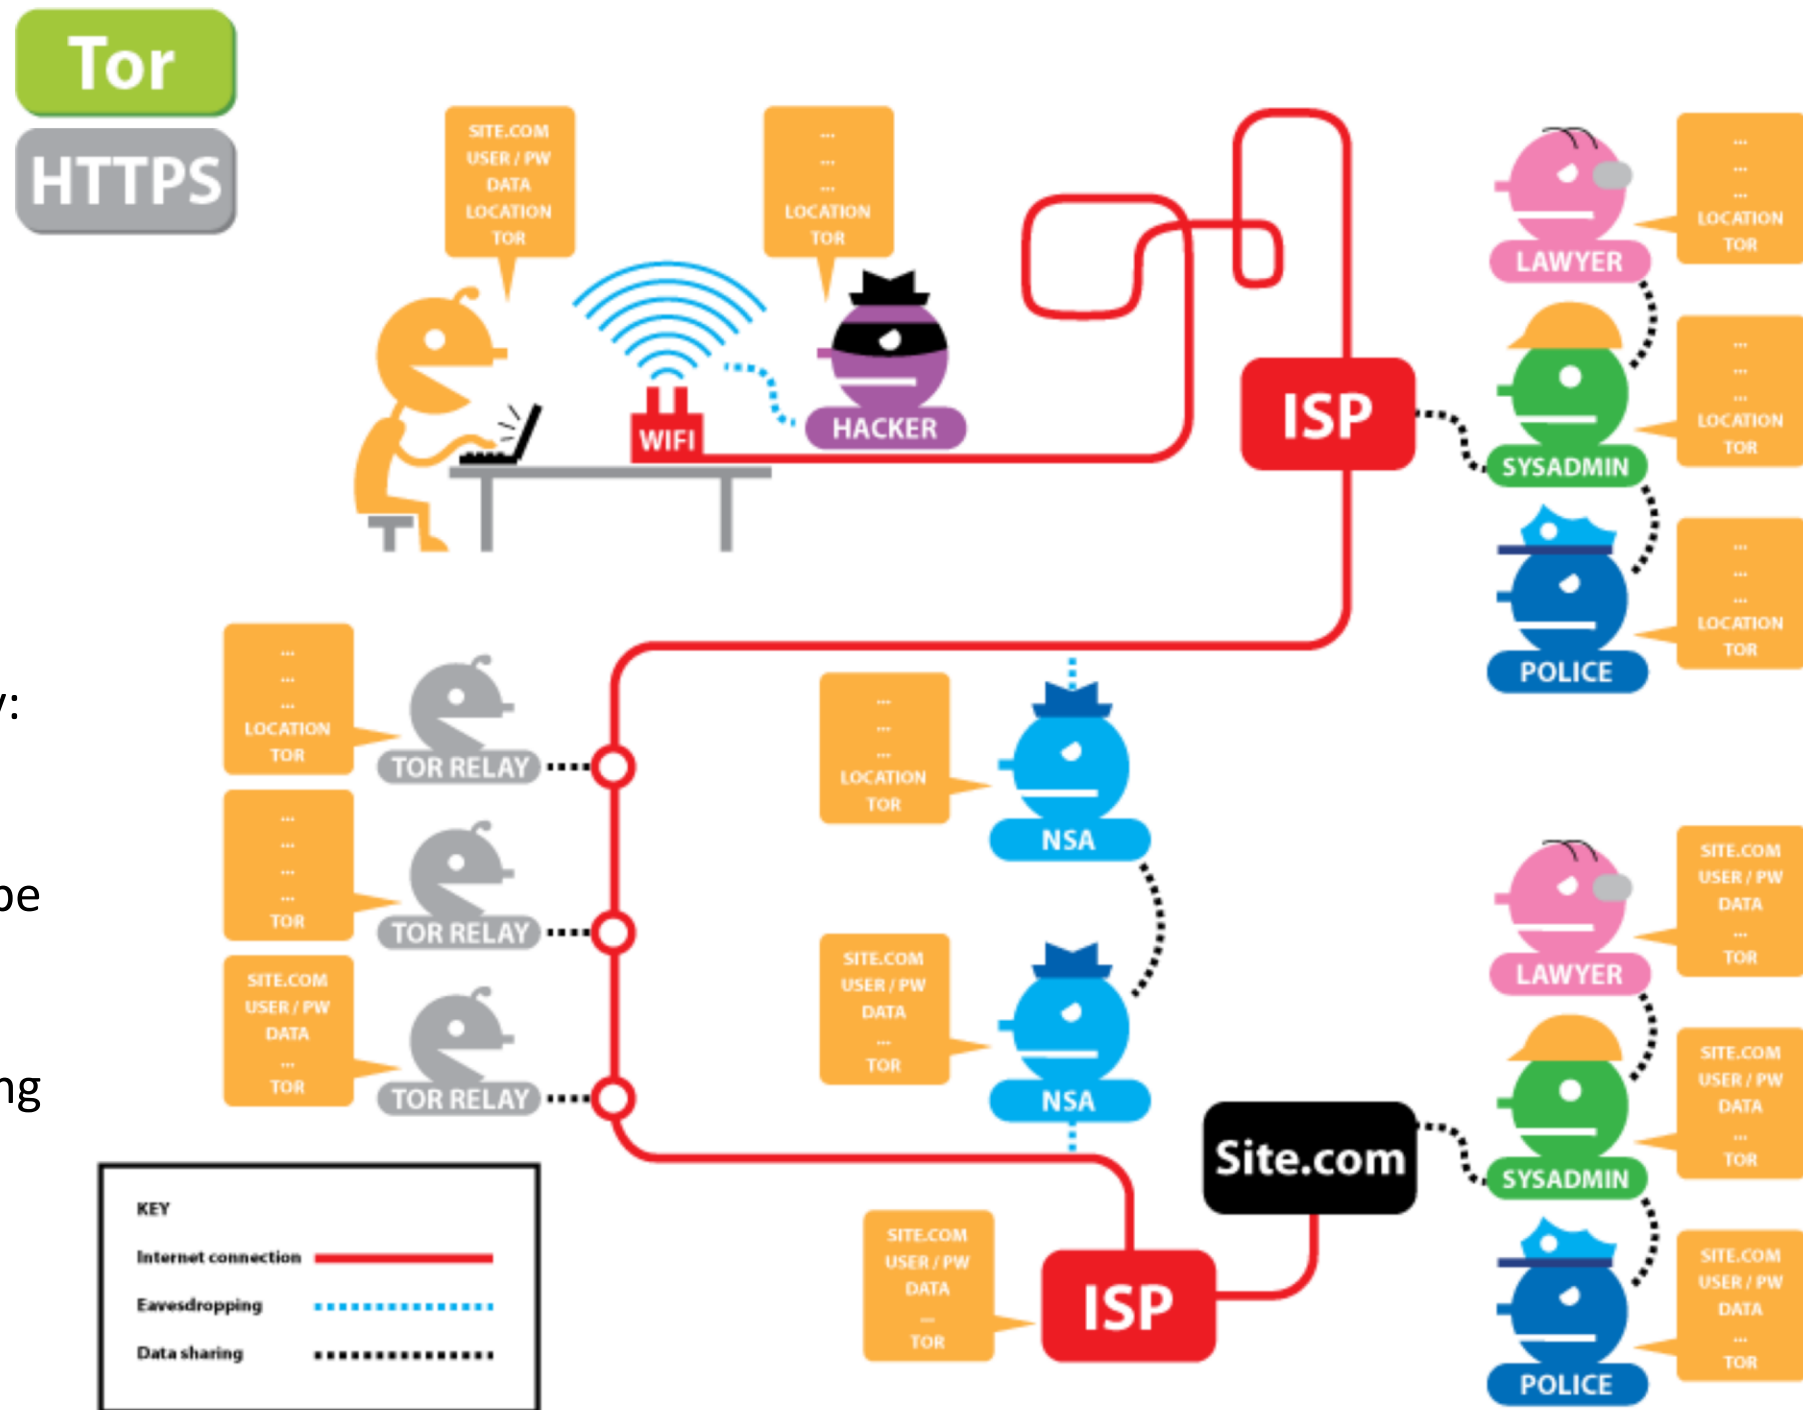 Tor
HTTPS
SITE.COM
USER / PW
DATA
LOCATION
TOR
...
...
...
LOCATION
TOR
WIFI
HACKER
ISP
...
...
...
LOCATION
TOR
LAWYER
...
...
...
LOCATION
TOR
SYSADMIN
...
...
...
LOCATION
TOR
POLICE
y:
be
ng
...
...
...
LOCATION
TOR
TOR RELAY
...
...
...
...
TOR
TOR RELAY
SITE.COM
USER / PW
DATA
...
TOR
TOR RELAY
...
...
...
LOCATION
TOR
NSA
SITE.COM
USER / PW
DATA
...
TOR
NSA
SITE.COM
USER / PW
DATA
...
TOR
LAWYER
SITE.COM
USER / PW
DATA
...
TOR
SYSADMIN
SITE.COM
USER / PW
DATA
...
TOR
POLICE
Site.com
SITE.COM
USER / PW
DATA
...
TOR
ISP
KEY
Internet connection
Eavesdropping
Data sharing